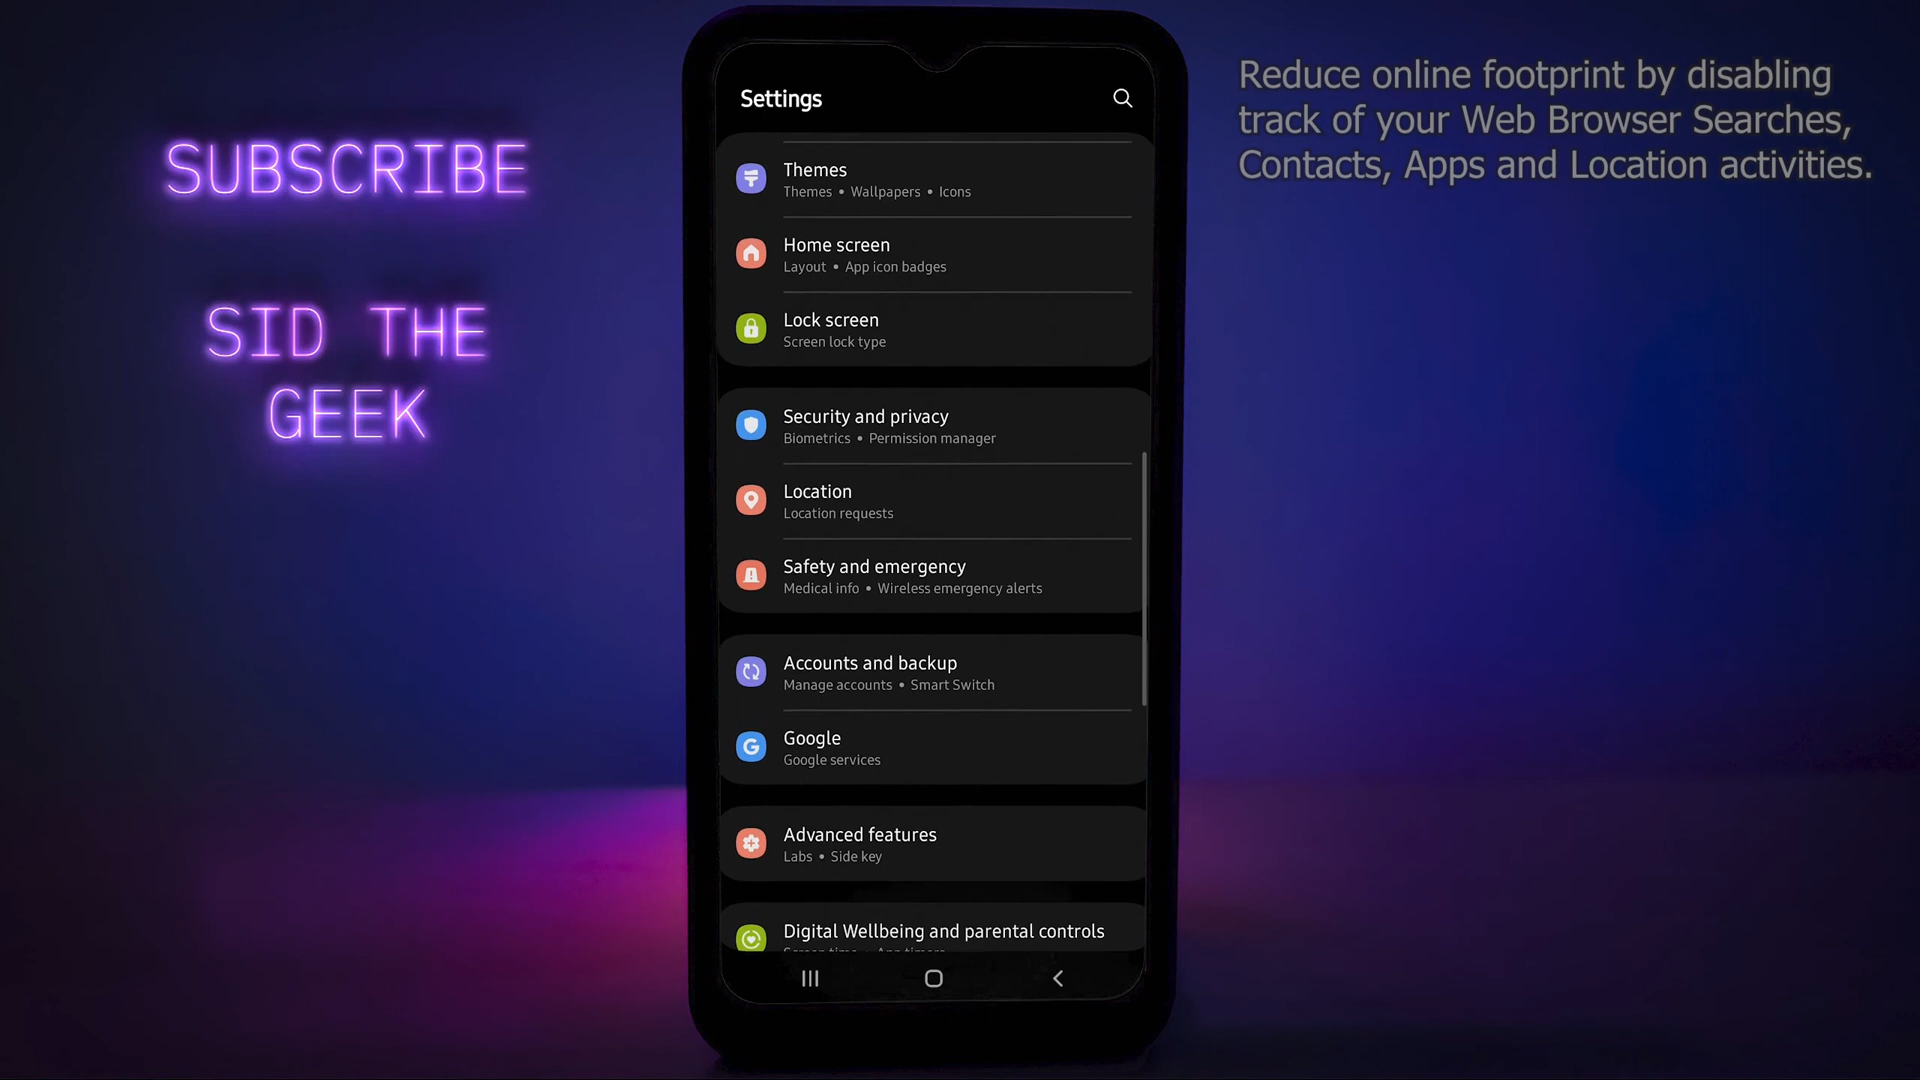 SUBSCRIBE
SID THE
GEEK
Reduce online footprint by disabling
track of your Web Browser Searches,
Contacts, Apps and Location activities.
Settings
Themes
Themes • Wallpapers • Icons
Home screen
Layout • App icon badges
Lock screen
Screen lock type
Security and privacy
Biometrics • Permission manager
Location
Location requests
Safety and emergency
Medical info • Wireless emergency alerts
Accounts and backup
Manage accounts • Smart Switch
Google
Google services
Advanced features
Labs • Side key
Digital Wellbeing and parental controls